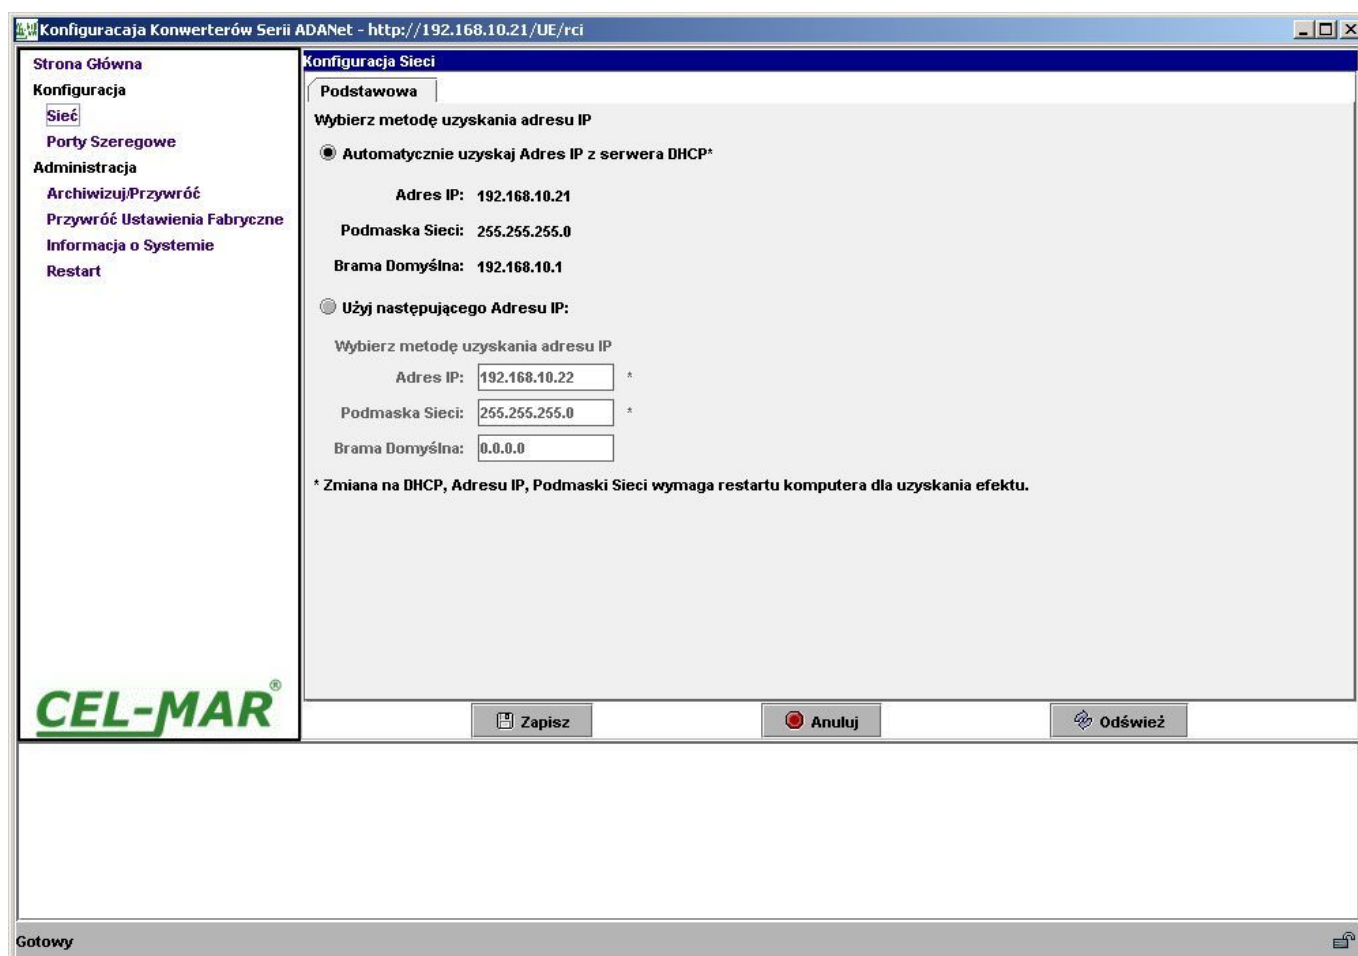 Konfiguracaja Konwerterów Serii ADANet - http://192.168.10.21/UE/rci
Strona Główna
Konfiguracja
Sieć
Porty Szeregowe
Administracja
Archiwizuj/Przywróć
Przywróć Ustawienia Fabryczne
Informacja o Systemie
Restart
CEL-MAR®
Konfiguracja Sieci
Podstawowa
Wybierz metodę uzyskania adresu IP
Automatycznie uzyskaj Adres IP z serwera DHCP*
Adres IP: 192.168.10.21
Podmaska Sieci: 255.255.255.0
Brama Domyślna: 192.168.10.1
Użyj następującego Adresu IP:
Wybierz metodę uzyskania adresu IP
Adres IP: 192.168.10.22 *
Podmaska Sieci: 255.255.255.0 *
Brama Domyślna: 0.0.0.0
* Zmiana na DHCP, Adresu IP, Podmaski Sieci wymaga restartu komputera dla uzyskania efektu.
Zapisz Anuluj Odśwież
Gotowy